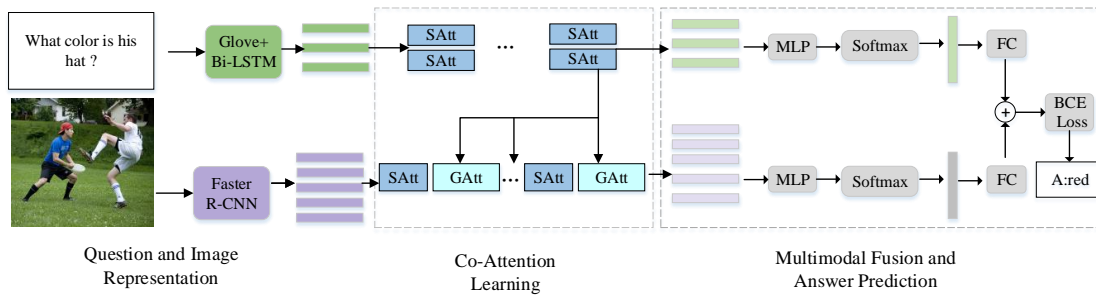 What color is his
hat ?
Glove+
Bi-LSTM
SAtt
SAtt
...
SAtt
SAtt
MLP
Softmax
FC
+
BCE
Loss
A:red
Faster
R-CNN
SAtt
GAtt
...
SAtt
GAtt
MLP
Softmax
FC
Question and Image
Representation
Co-Attention
Learning
Multimodal Fusion and
Answer Prediction